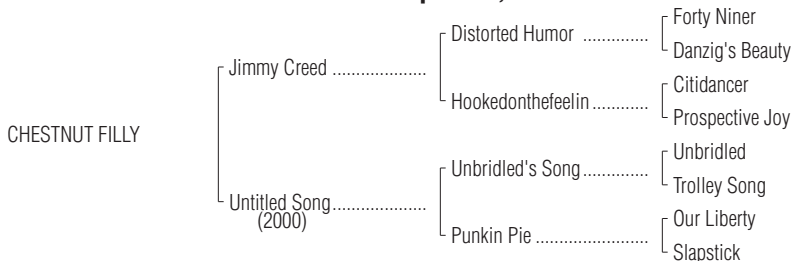 Forty Niner
Distorted Humor ..............
Danzig's Beauty
Jimmy Creed ....................
Citidancer
Hookedonthefeelin............
Prospective Joy
CHESTNUT FILLY
Unbridled
Unbridled's Song..............
Trolley Song
Untitled Song....................
(2000)
Our Liberty
Punkin Pie ........................
Slapstick